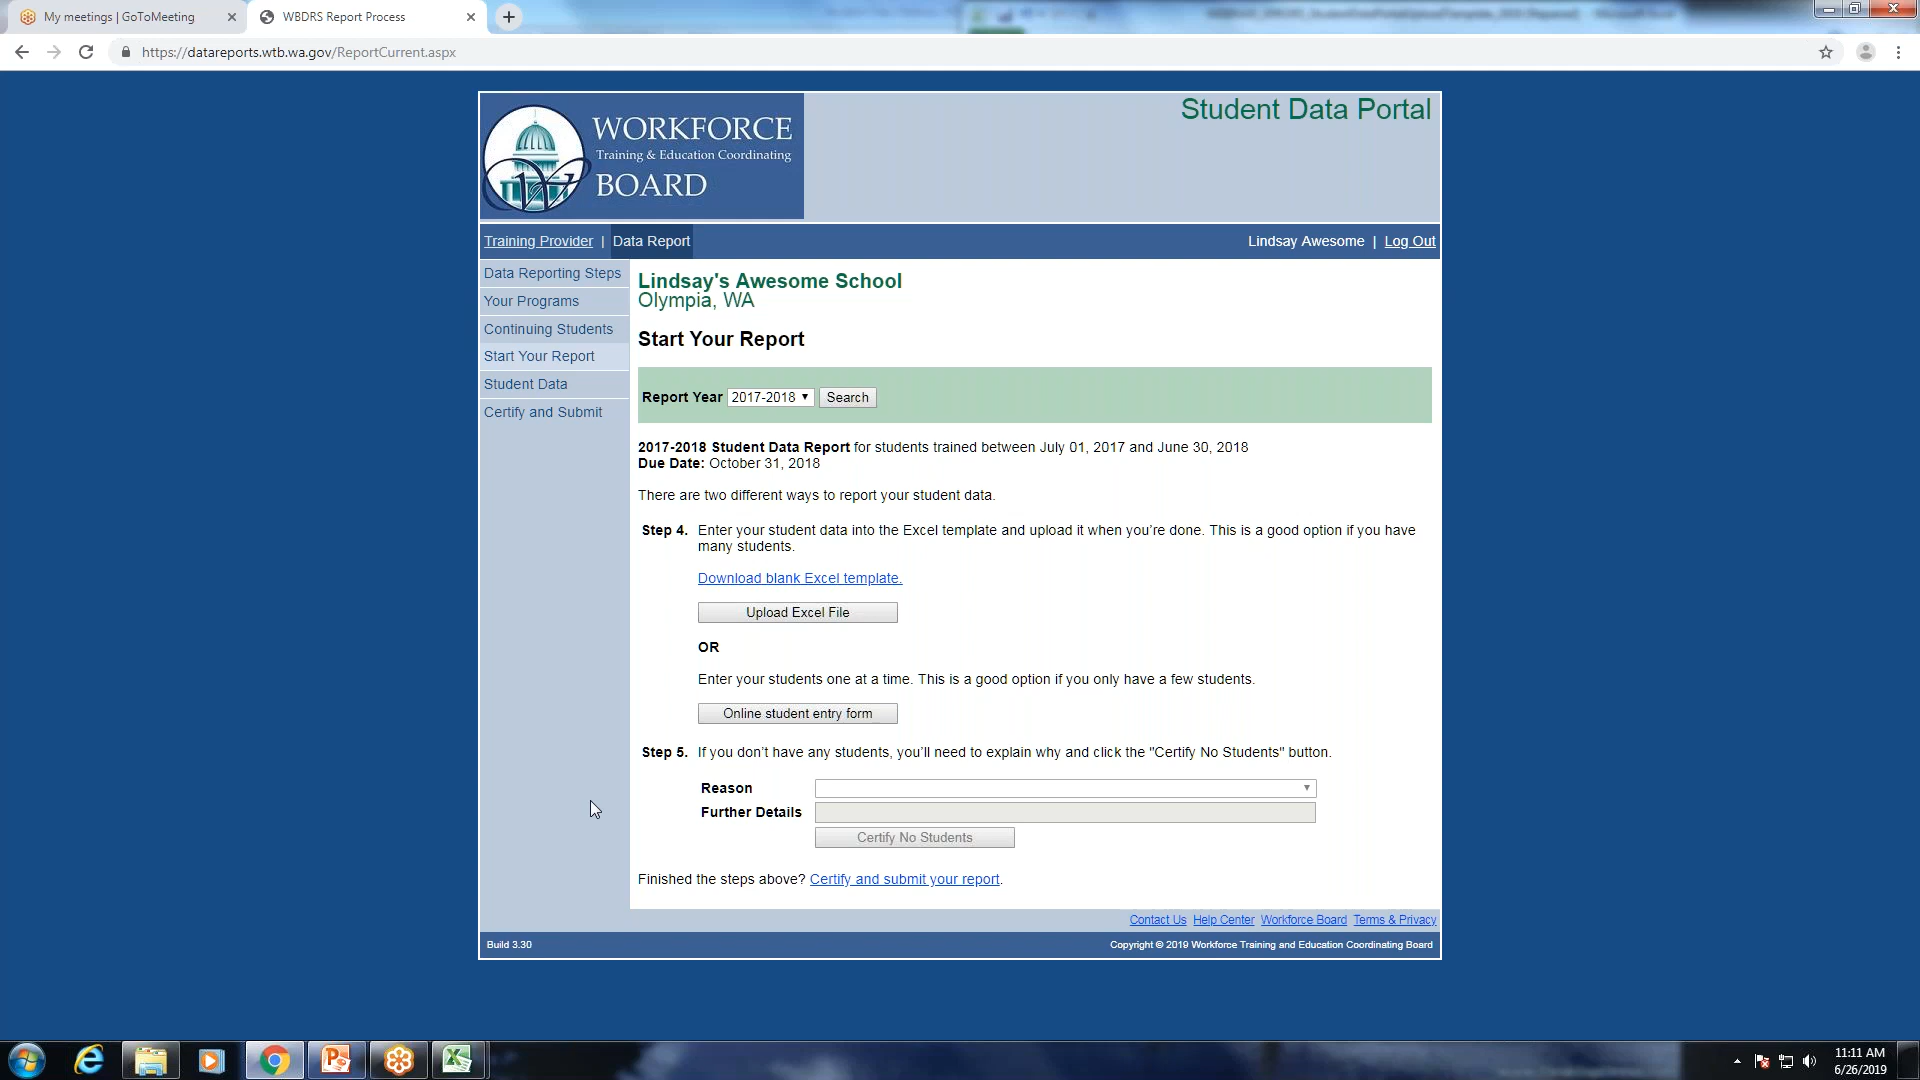 My meetings | GoToMeeting
WBDRS Report Process
https://datareports.wtb.wa.gov/ReportCurrent.aspx
WORKFORCE
Training & Education Coordinating
BOARD
Student Data Portal
Training Provider | Data Report
Lindsay Awesome | Log Out
Data Reporting Steps
Your Programs
Continuing Students
Start Your Report
Student Data
Certify and Submit
Lindsay's Awesome School
Olympia, WA
Start Your Report
Report Year 2017-2018 Search
2017-2018 Student Data Report for students trained between July 01, 2017 and June 30, 2018
Due Date: October 31, 2018
There are two different ways to report your student data.
Step 4. Enter your student data into the Excel template and upload it when you’re done. This is a good option if you have
many students.
Download blank Excel template.
Upload Excel File
OR
Enter your students one at a time. This is a good option if you only have a few students.
Online student entry form
Step 5. If you don’t have any students, you’ll need to explain why and click the "Certify No Students" button.
Reason
Further Details
Certify No Students
Finished the steps above? Certify and submit your report.
Contact Us Help Center Workforce Board Terms & Privacy
Build 3.30
Copyright © 2019 Workforce Training and Education Coordinating Board
11:11 AM
6/26/2019